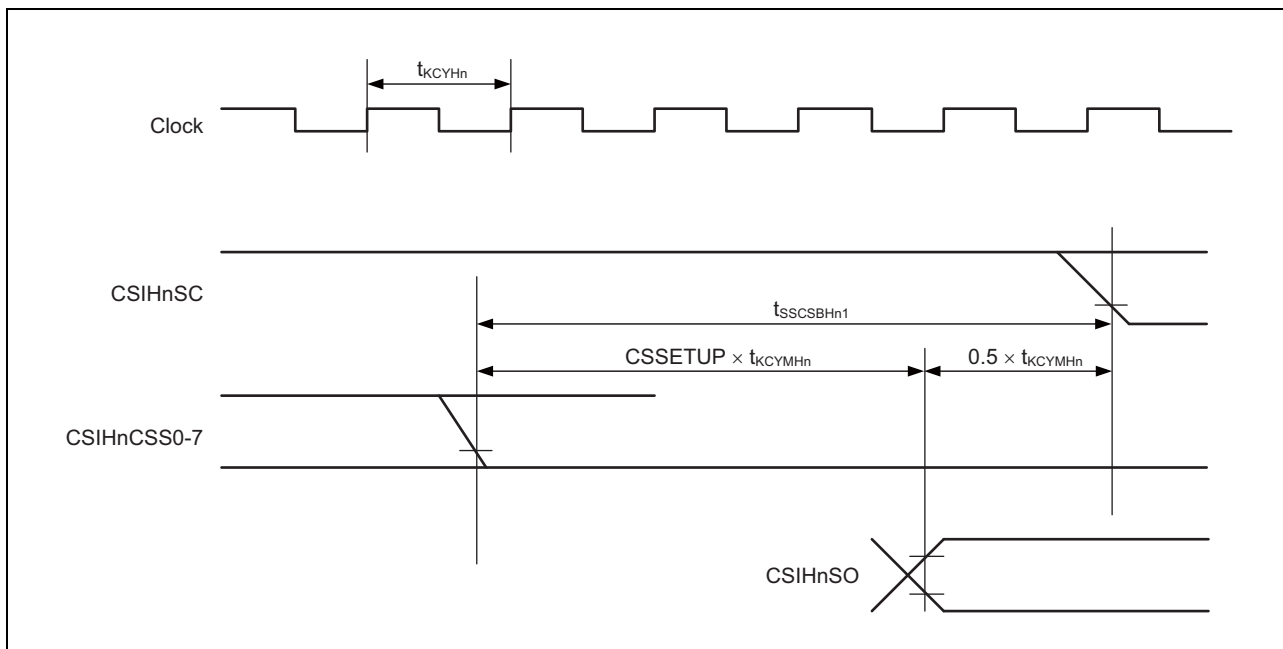 tKCYHn
Clock
CSIHnSC
tSSCSBHn1
CSSETUP × tKCYMHn
0.5 × tKCYMHn
CSIHnCSS0-7
CSIHnSO